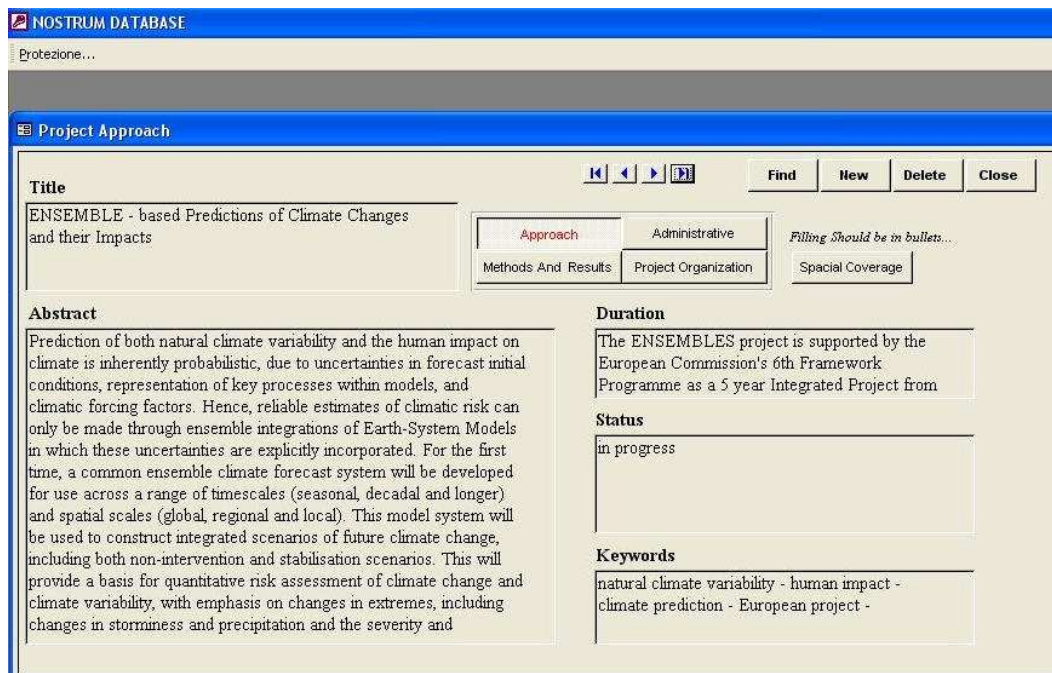 NOSTRUM DATABASE
Protezione...
Project Approach
Find
New
Delete
Close
Title
ENSEMBLE - based Predictions of Climate Changes
and their Impacts
Approach
Administrative
Methods And Results
Project Organization
Filling Should be in bullets...
Spacial Coverage
Abstract
Prediction of both natural climate variability and the human impact on
climate is inherently probabilistic, due to uncertainties in forecast initial
conditions, representation of key processes within models, and
climatic forcing factors. Hence, reliable estimates of climatic risk can
only be made through ensemble integrations of Earth-System Models
in which these uncertainties are explicitly incorporated. For the first
time, a common ensemble climate forecast system will be developed
for use across a range of timescales (seasonal, decadal and longer)
and spatial scales (global, regional and local). This model system will
be used to construct integrated scenarios of future climate change,
including both non-intervention and stabilisation scenarios. This will
provide a basis for quantitative risk assessment of climate change and
climate variability, with emphasis on changes in extremes, including
changes in storminess and precipitation and the severity and
Duration
The ENSEMBLES project is supported by the
European Commission's 6th Framework
Programme as a 5 year Integrated Project from
Status
in progress
Keywords
natural climate variability - human impact -
climate prediction - European project -